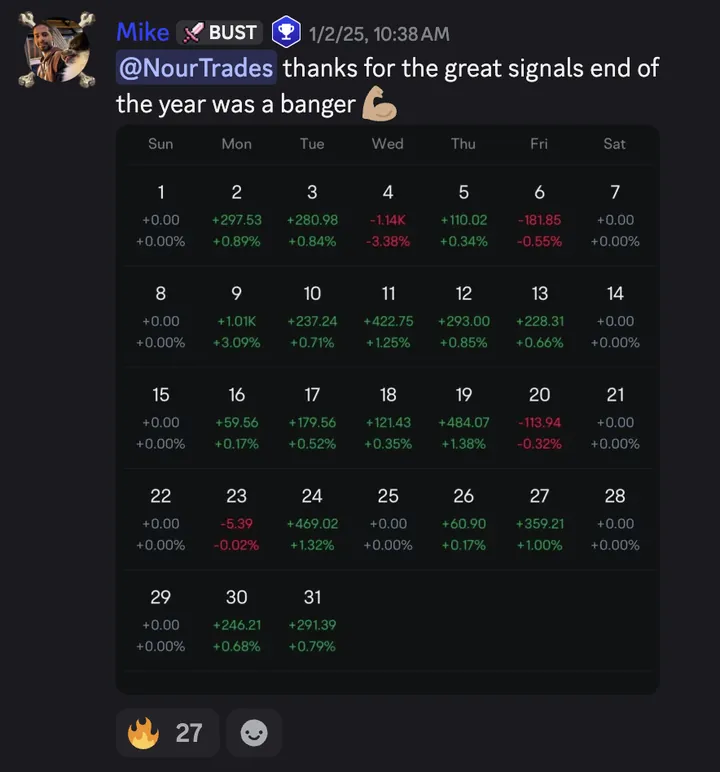 Mike BUST 1/2/25, 10:38 AM
@NourTrades thanks for the great signals end of
the year was a banger
Sun Mon Tue Wed Thu Fri Sat
1 2 3 4 5 6 7
+0.00 +297.53 +280.98 -1.14K +110.02 -181.85 +0.00
+0.00% +0.89% +0.84% -3.38% +0.34% -0.55% +0.00%
8 9 10 11 12 13 14
+0.00 +1.01K +237.24 +422.75 +293.00 +228.31 +0.00
+0.00% +3.09% +0.71% +1.25% +0.85% +0.66% +0.00%
15 16 17 18 19 20 21
+0.00 +59.56 +179.56 +121.43 +484.07 -113.94 +0.00
+0.00% +0.17% +0.52% +0.35% +1.38% -0.32% +0.00%
22 23 24 25 26 27 28
+0.00 -5.39 +469.02 +0.00 +60.90 +359.21 +0.00
+0.00% -0.02% +1.32% +0.00% +0.17% +1.00% +0.00%
29 30 31
+0.00 +246.21 +291.39
+0.00% +0.68% +0.79%
27